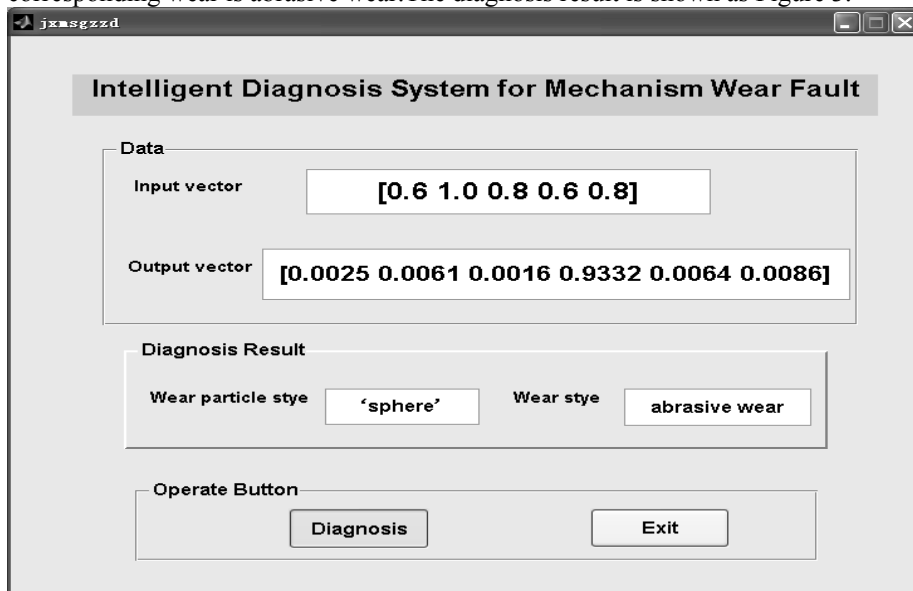 corresponding wear is abrasive wear.The diagnosis result is shown as Figure 3.
jxmsgzzd
Intelligent Diagnosis System for Mechanism Wear Fault
Data
Input vector
[0.6 1.0 0.8 0.6 0.8]
Output vector
[0.0025 0.0061 0.0016 0.9332 0.0064 0.0086]
Diagnosis Result
Wear particle stye
‘sphere’
Wear stye
abrasive wear
Operate Button
Diagnosis
Exit